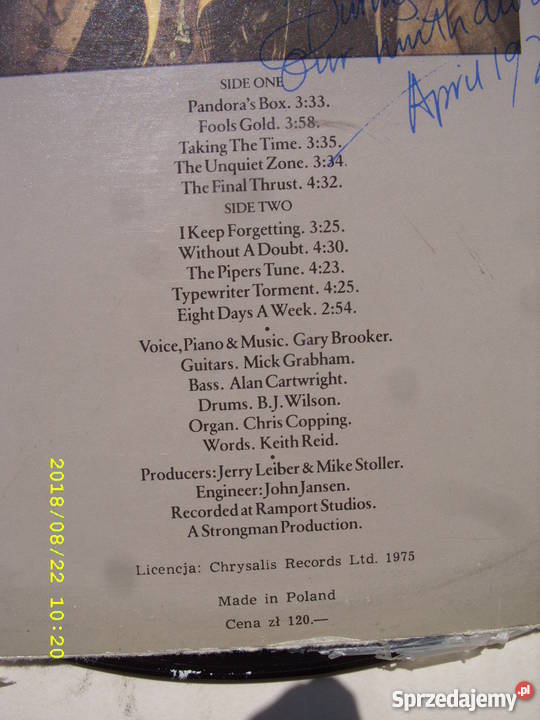 Our
April 197
SIDE ONE
Pandora's Box. 3:33.
Fools Gold. 3:58.
Taking The Time. 3:35.
The Unquiet Zone. 3:34.
The Final Thrust. 4:32.
SIDE TWO
I Keep Forgetting. 3:25.
Without A Doubt. 4:30.
The Pipers Tune. 4:23.
Typewriter Torment. 4:25.
Eight Days A Week. 2:54.
Voice, Piano & Music. Gary Brooker.
Guitars. Mick Grabham.
Bass. Alan Cartwright.
Drums. B.J. Wilson.
Organ. Chris Copping.
Words. Keith Reid.
Producers: Jerry Leiber & Mike Stoller.
Engineer: John Jansen.
Recorded at Ramport Studios.
A Strongman Production.
Licencja: Chrysalis Records Ltd. 1975
Made in Poland
Cena zł 120.—
2018/08/22 10:20
Sprzedajemy.pl